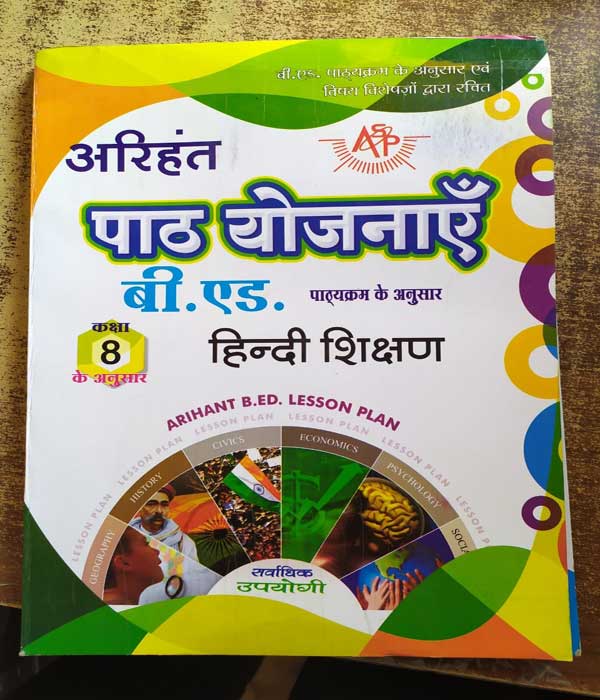 बी.एड. पाठ्यक्रम के अनुसार एवं
विषय विशेषज्ञों द्वारा रचित
A&P
अरिहंत
पाठ योजनाएँ
बी.एड.
पाठ्यक्रम के अनुसार
कक्षा
8
के अनुसार
हिन्दी शिक्षण
ARIHANT B.ED. LESSON PLAN
LESSON PLAN LESSON PLAN LESSON PLAN LESSON PLAN LESSON PLAN
GEOGRAPHY
HISTORY
CIVICS
ECONOMICS
PSYCHOLOGY
सर्वाधिक
उपयोगी